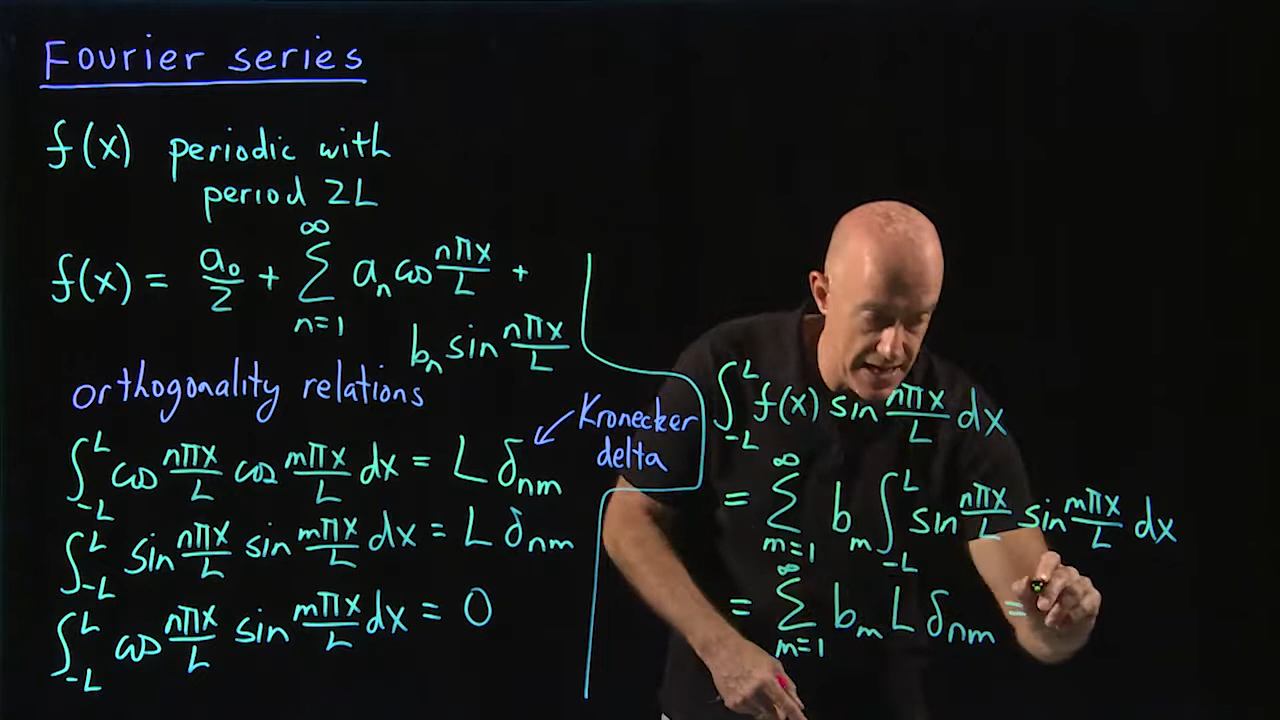 Fourier series
f(x) periodic with
period 2L
f(x) = a₀/2 + ∑_{n=1}^{∞} aₙ cos nπx/L +
bₙ sin nπx/L
orthogonality relations
Kronecker
delta
∫_{-L}^{L} cos nπx/L cos mπx/L dx = L δₙₘ
∫_{-L}^{L} sin nπx/L sin mπx/L dx = L δₙₘ
∫_{-L}^{L} cos nπx/L sin mπx/L dx = 0
∫_{-L}^{L} f(x) sin nπx/L dx
= ∑_{m=1}^{∞} bₘ ∫_{-L}^{L} sin nπx/L sin mπx/L dx
= ∑_{m=1}^{∞} bₘ L δₙₘ =